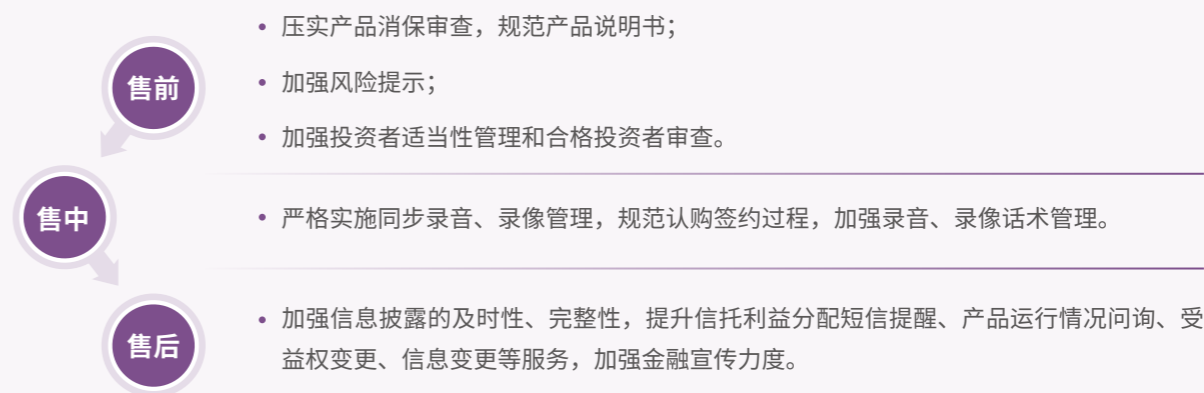 售前
• 压实产品消保审查，规范产品说明书；
• 加强风险提示；
• 加强投资者适当性管理和合格投资者审查。
售中
• 严格实施同步录音、录像管理，规范认购签约过程，加强录音、录像话术管理。
售后
• 加强信息披露的及时性、完整性，提升信托利益分配短信提醒、产品运行情况问询、受
益权变更、信息变更等服务，加强金融宣传力度。